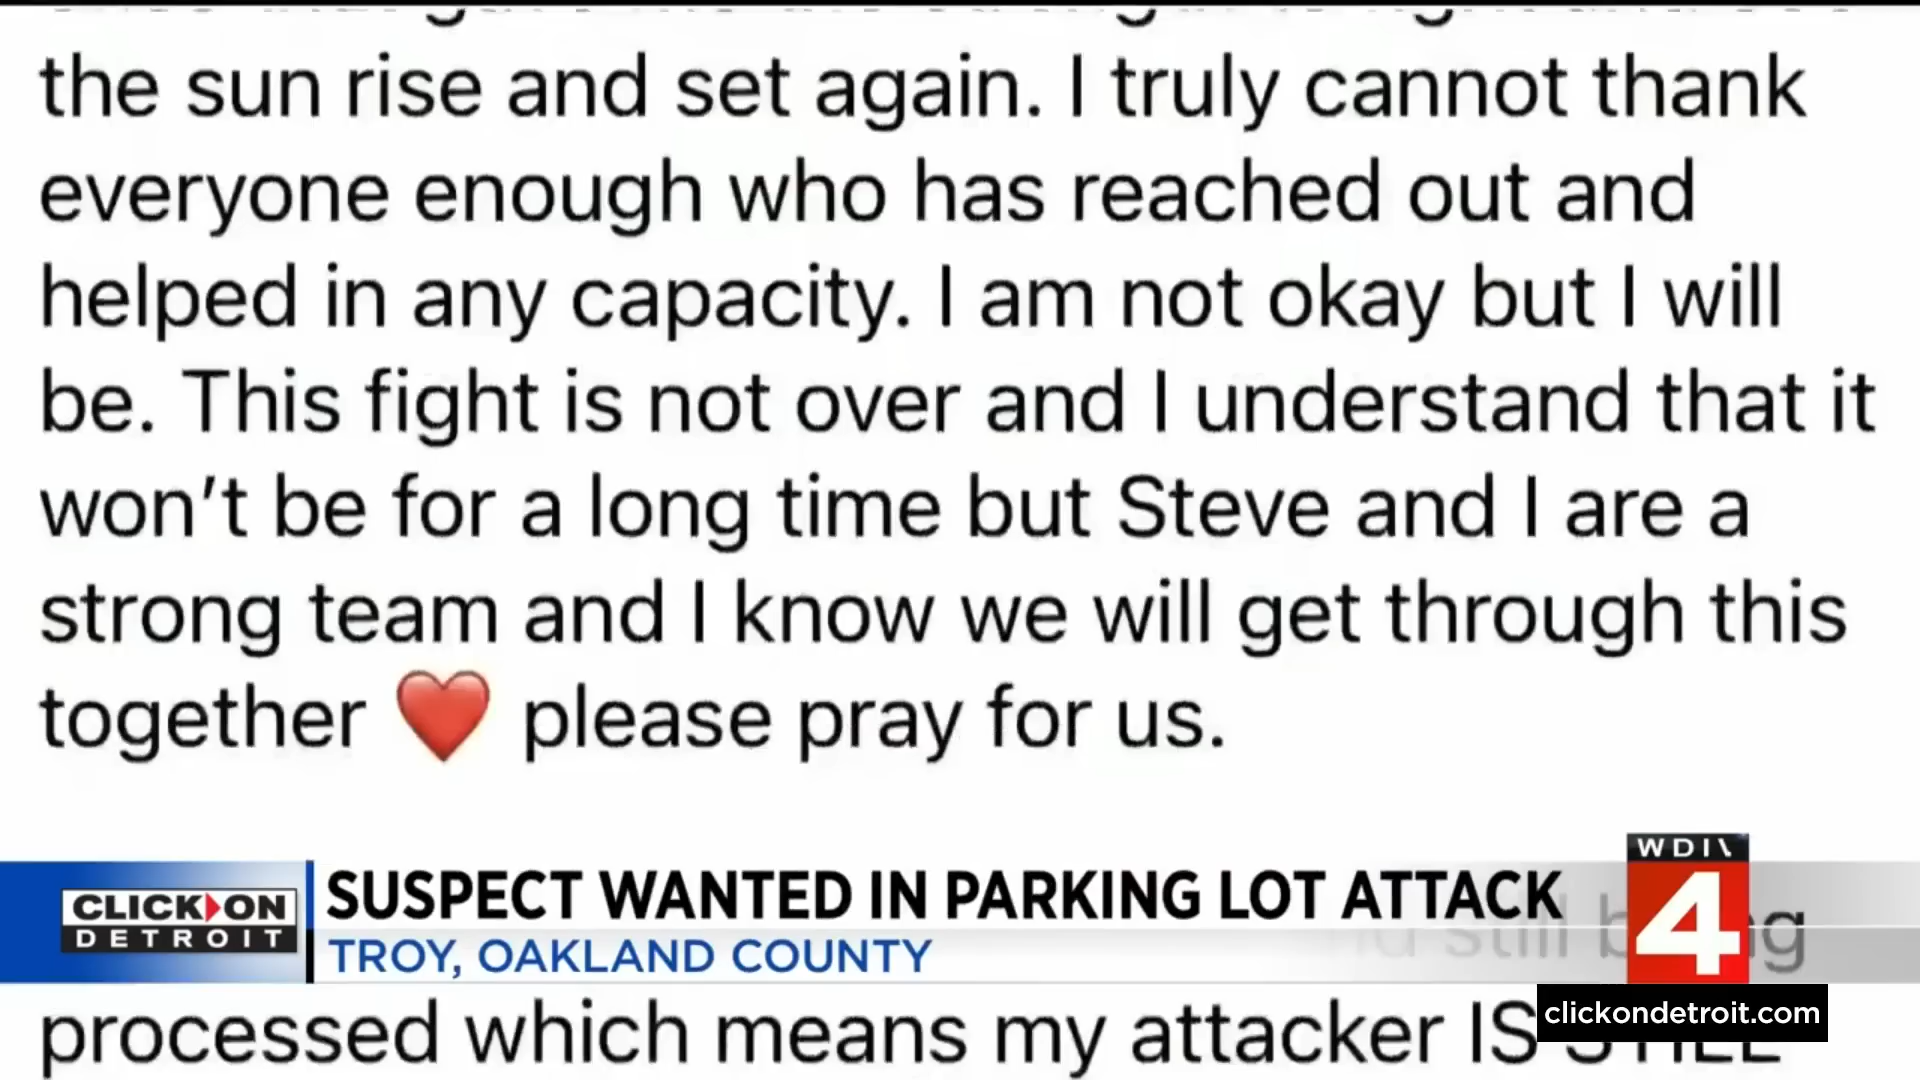 the sun rise and set again. I truly cannot thank
everyone enough who has reached out and
helped in any capacity. I am not okay but I will
be. This fight is not over and I understand that it
won’t be for a long time but Steve and I are a
strong team and I know we will get through this
together ❤️ please pray for us.
CLICK ON
DETROIT
SUSPECT WANTED IN PARKING LOT ATTACK
TROY, OAKLAND COUNTY
WDIV
4
still
processed which means my attacker IS STILL
clickondetroit.com